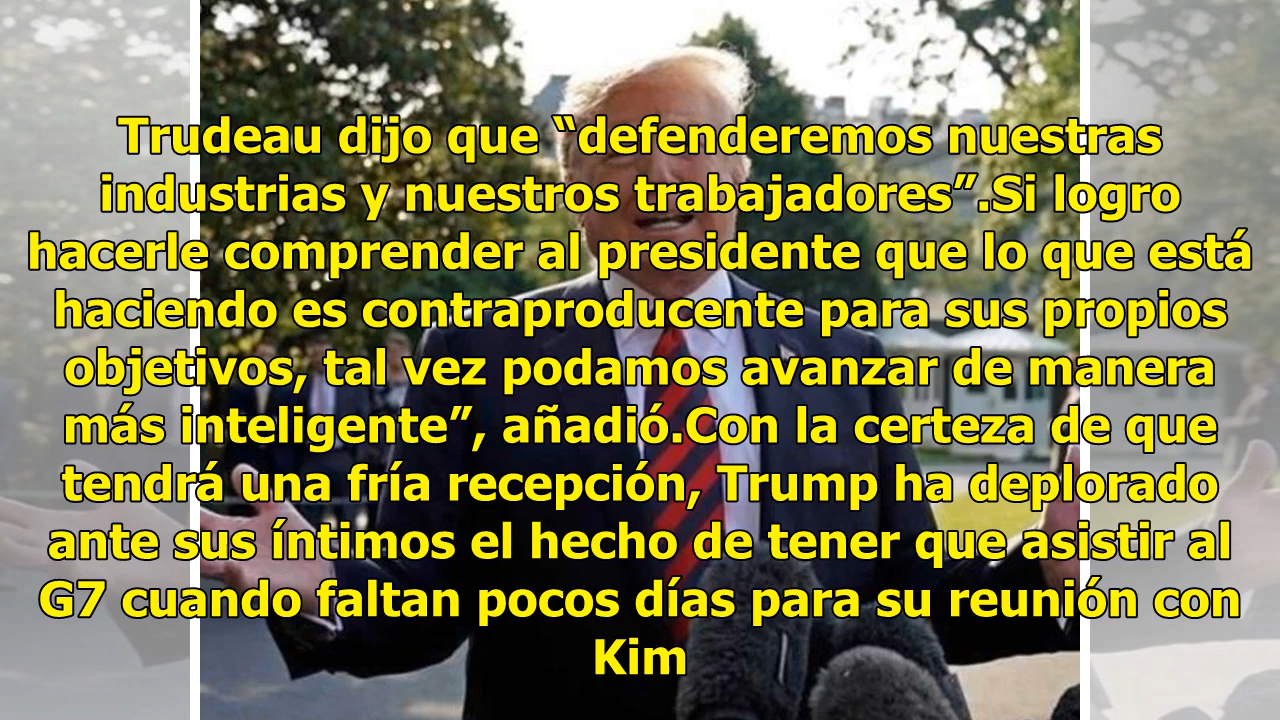 Trudeau dijo que “defenderemos nuestras
industrias y nuestros trabajadores”.Si logro
hacerle comprender al presidente que lo que está
haciendo es contraproducente para sus propios
objetivos, tal vez podamos avanzar de manera
más inteligente”, añadió.Con la certeza de que
tendrá una fría recepción, Trump ha deplorado
ante sus íntimos el hecho de tener que asistir al
G7 cuando faltan pocos días para su reunión con
Kim